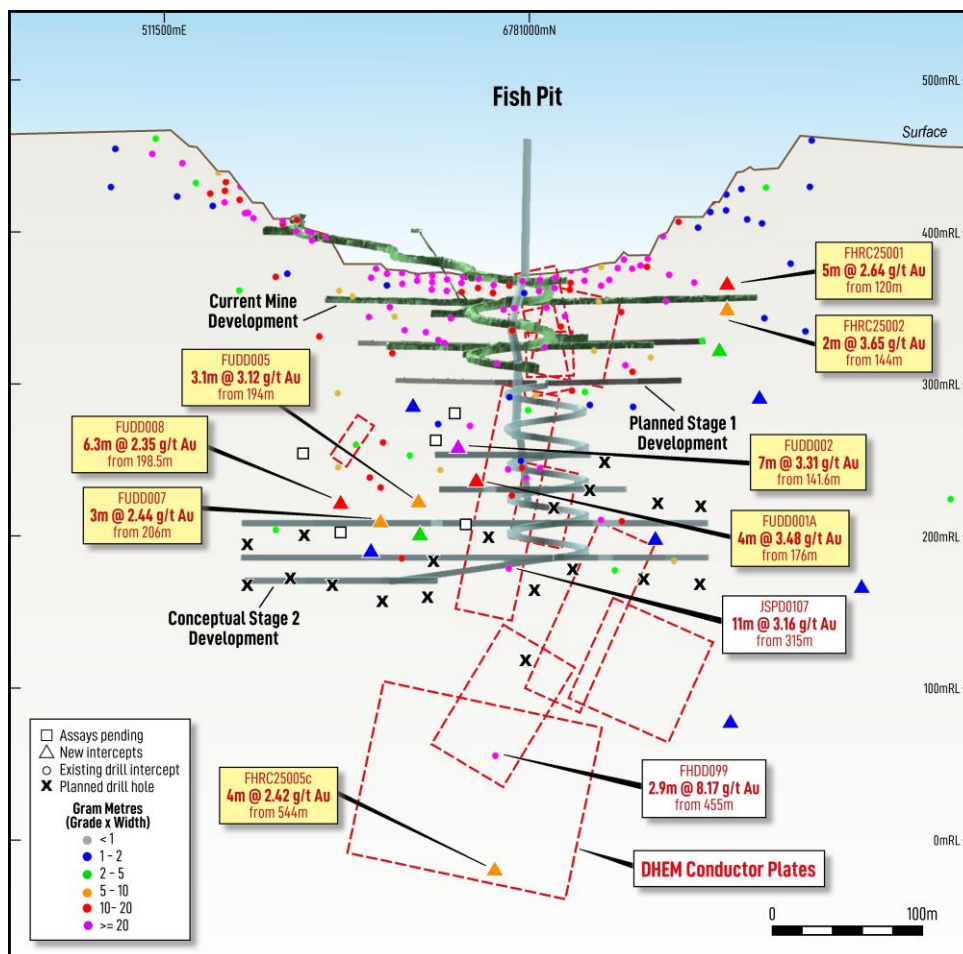 511500mE
6781000mN
Fish Pit
500mRL
Surface
400mRL
FHRC25001
5m @ 2.64 g/t Au
from 120m
Current Mine
Development
FHRC25002
2m @ 3.65 g/t Au
from 144m
FUDD005
3.1m @ 3.12 g/t Au
from 194m
300mRL
Planned Stage 1
Development
FUDD008
6.3m @ 2.35 g/t Au
from 198.5m
FUDD002
7m @ 3.31 g/t Au
from 141.6m
FUDD007
3m @ 2.44 g/t Au
from 206m
FUDD001A
4m @ 3.48 g/t Au
from 176m
200mRL
Conceptual Stage 2
Development
JSPD0107
11m @ 3.16 g/t Au
from 315m
100mRL
Assays pending
New intercepts
Existing drill intercept
X Planned drill hole
Gram Metres
(Grade x Width)
< 1
1 - 2
2 - 5
5 - 10
10- 20
>= 20
FHRC25005c
4m @ 2.42 g/t Au
from 544m
FHDD099
2.9m @ 8.17 g/t Au
from 455m
0mRL
DHEM Conductor Plates
0 100m